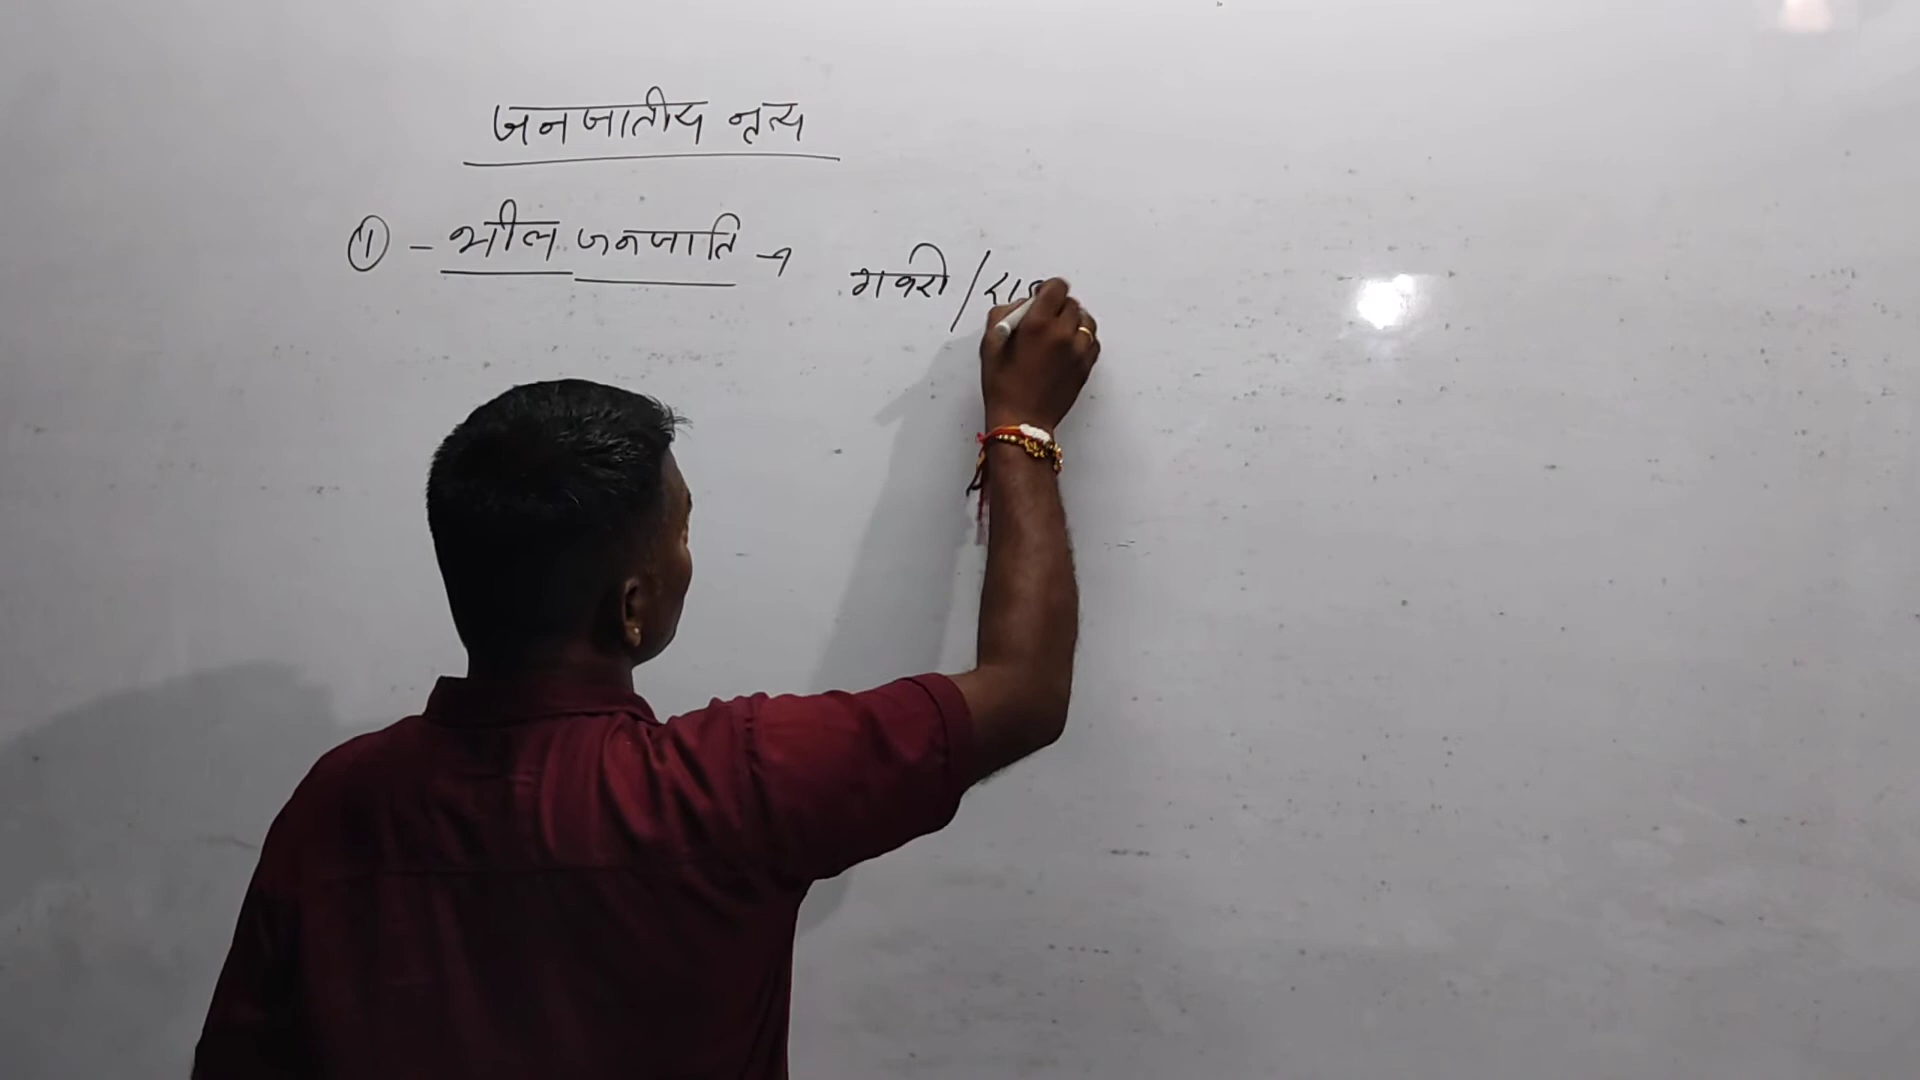 जनजातीय नृत्य
① - भील जनजाति → गवरी / राई